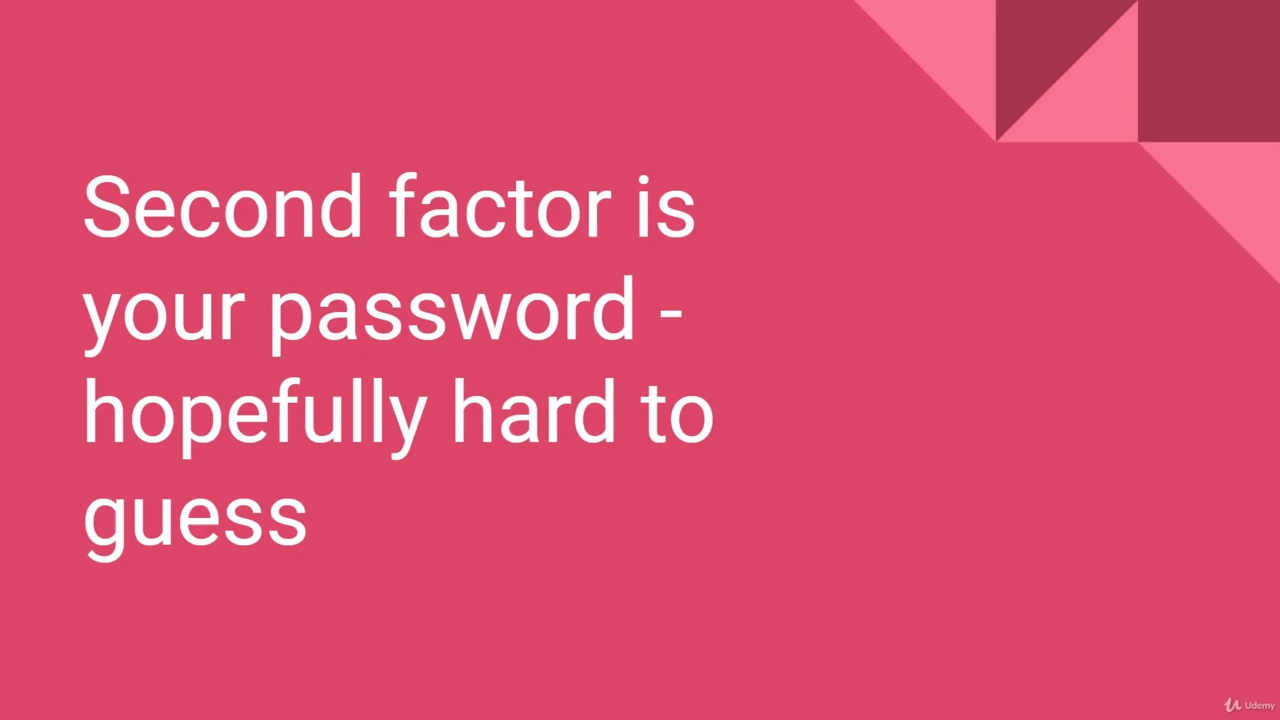 Second factor is
your password -
hopefully hard to
guess
Udemy